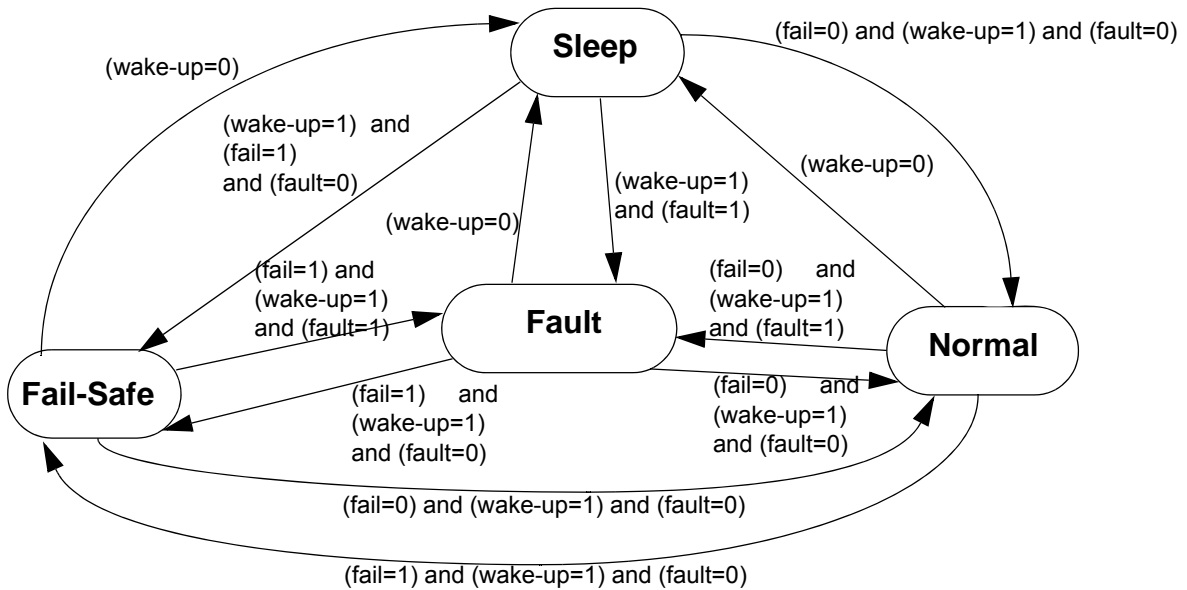 Sleep
(fail=0) and (wake-up=1) and (fault=0)
(wake-up=0)
(wake-up=1) and
(fail=1)
and (fault=0)
(wake-up=0)
(wake-up=1)
and (fault=1)
(wake-up=0)
(fail=1) and
(wake-up=1)
and (fault=1)
(fail=0) and
(wake-up=1)
and (fault=1)
Fault
Normal
Fail-Safe
(fail=1) and
(wake-up=1)
and (fault=0)
(fail=0) and
(wake-up=1)
and (fault=0)
(fail=0) and (wake-up=1) and (fault=0)
(fail=1) and (wake-up=1) and (fault=0)